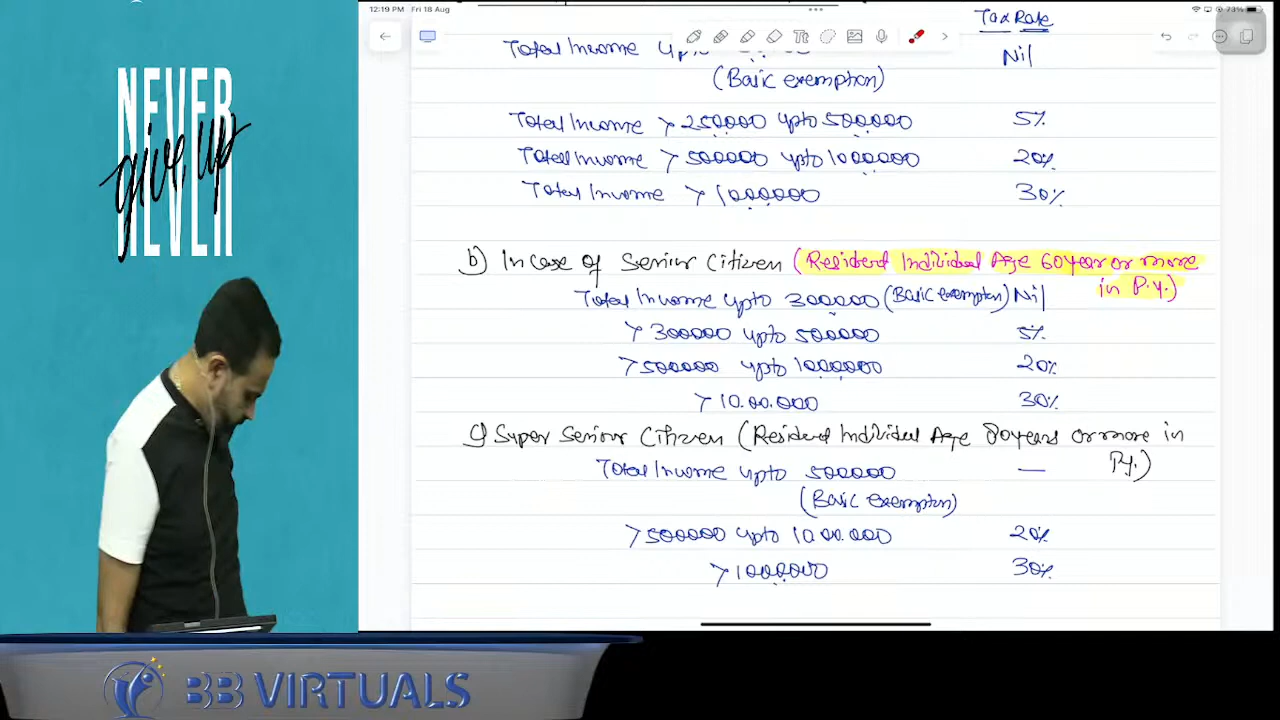 12:19 PM Fri 18 Aug
73%
Tax Rate
Total Income upto Nil
(Basic exemption)
Total Income > 250000 upto 500000 5%
Total Income > 500000 upto 1000000 20%
Total Income > 1000000 30%
b) In case of Senior Citizen (Resident Individual Age 60 year or more
in P.Y.)
Total Income upto 300000 (Basic exemption) Nil
> 300000 upto 500000 5%
> 500000 upto 1000000 20%
> 10.00.000 30%
c) Super Senior Citizen (Resident Individual Age 80 years or more in
P.Y.)
Total Income upto 500000 —
(Basic exemption)
> 500000 upto 10.00.000 20%
> 1000000 30%
NEVER
give up
NEVER
BB VIRTUALS